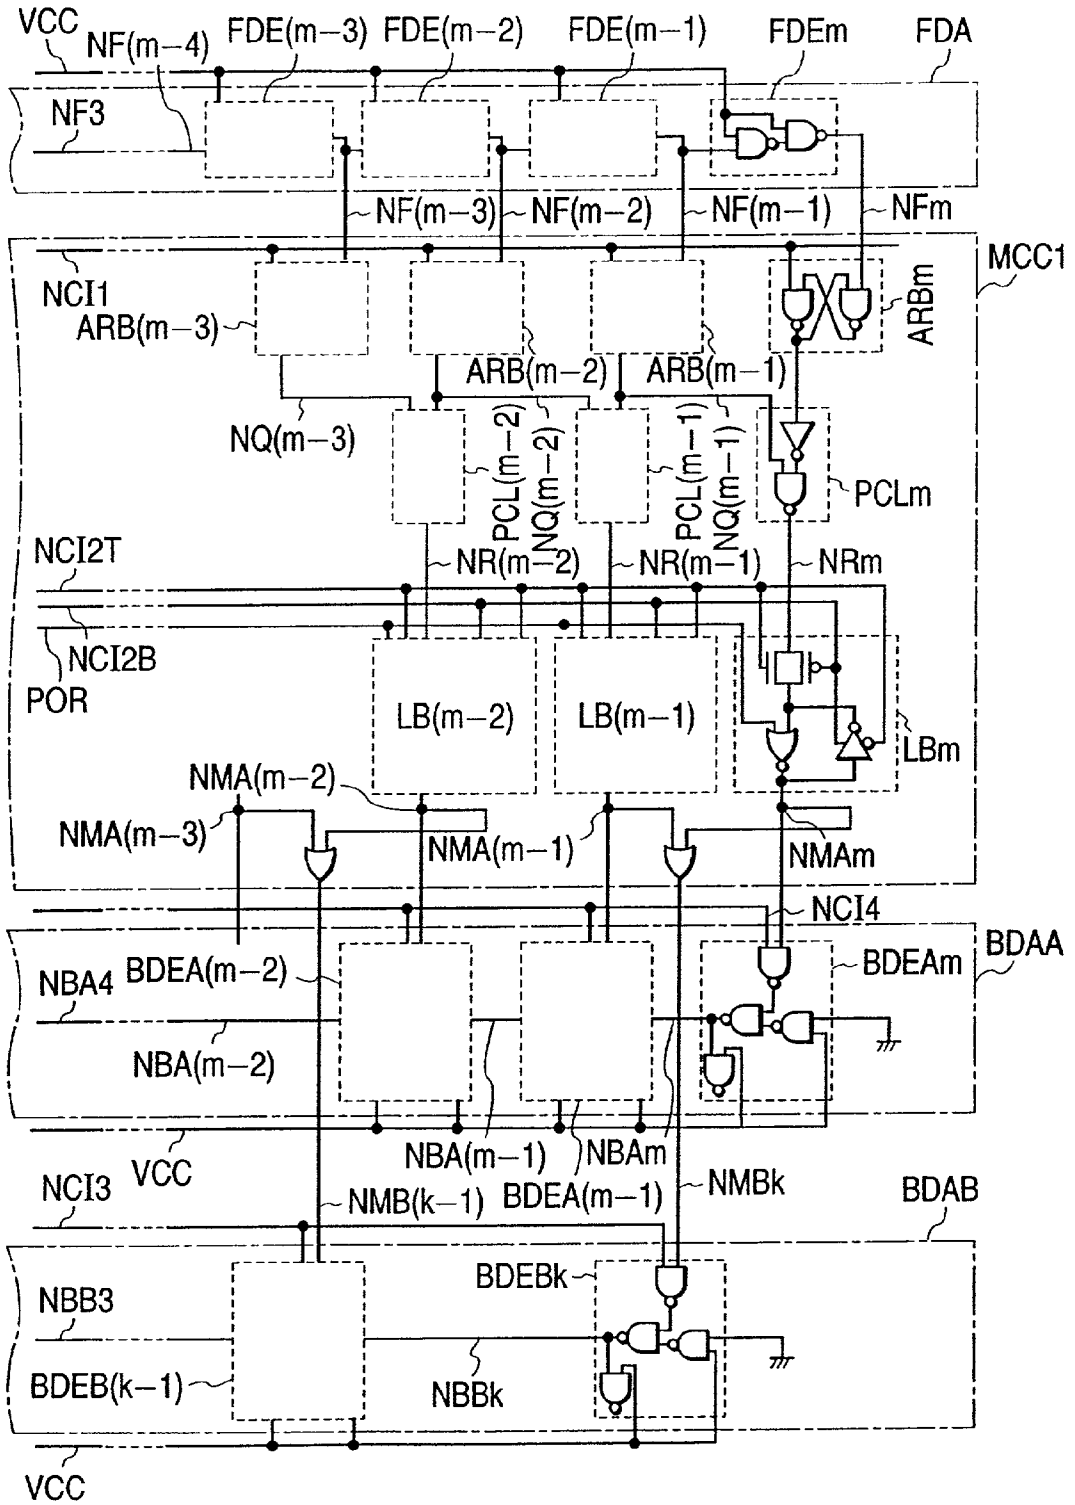 VCC
NF(m−4)
FDE(m−3)
FDE(m−2)
FDE(m−1)
FDEm
FDA
NF3
NF(m−3)
NF(m−2)
NF(m−1)
NFm
MCC1
NCI1
ARB(m−3)
ARBm
ARB(m−2)
ARB(m−1)
NQ(m−3)
PCL(m−2)
NQ(m−2)
PCL(m−1)
NQ(m−1)
PCLm
NCI2T
NR(m−2)
NR(m−1)
NRm
NCI2B
POR
LB(m−2)
LB(m−1)
LBm
NMA(m−2)
NMA(m−3)
NMA(m−1)
NMAm
NCI4
BDAA
NBA4
BDEA(m−2)
BDEAm
NBA(m−2)
NBA(m−1)
NBAm
VCC
BDEA(m−1)
NCI3
NMB(k−1)
NMBk
BDAB
BDEBk
NBB3
BDEB(k−1)
NBBk
VCC